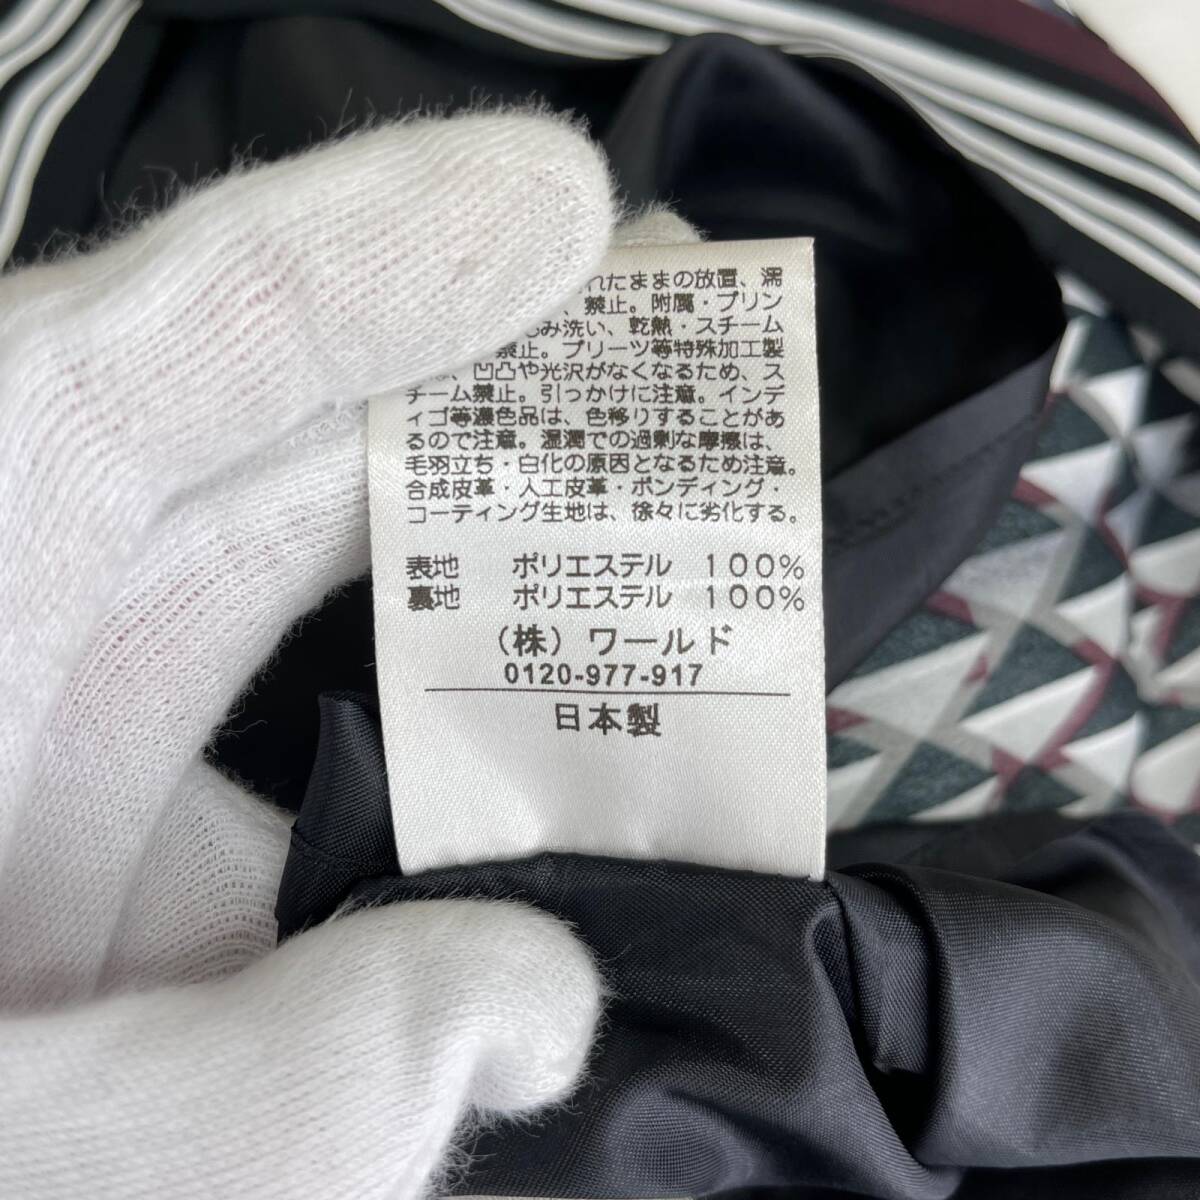 れたままの放置、濡
、禁止。附属・プリン
もみ洗い、乾熱・スチーム
禁止。プリーツ等特殊加工製
は、凹凸や光沢がなくなるため、ス
チーム禁止。引っかけに注意。インデ
ィゴ等濃色品は、色移りすることがあ
るので注意。湿潤での過剰な摩擦は、
毛羽立ち・白化の原因となるため注意。
合成皮革・人工皮革・ボンディング・
コーティング生地は、徐々に劣化する。
表地 ポリエステル 100%
裏地 ポリエステル 100%
(株) ワールド
0120-977-917
日本製